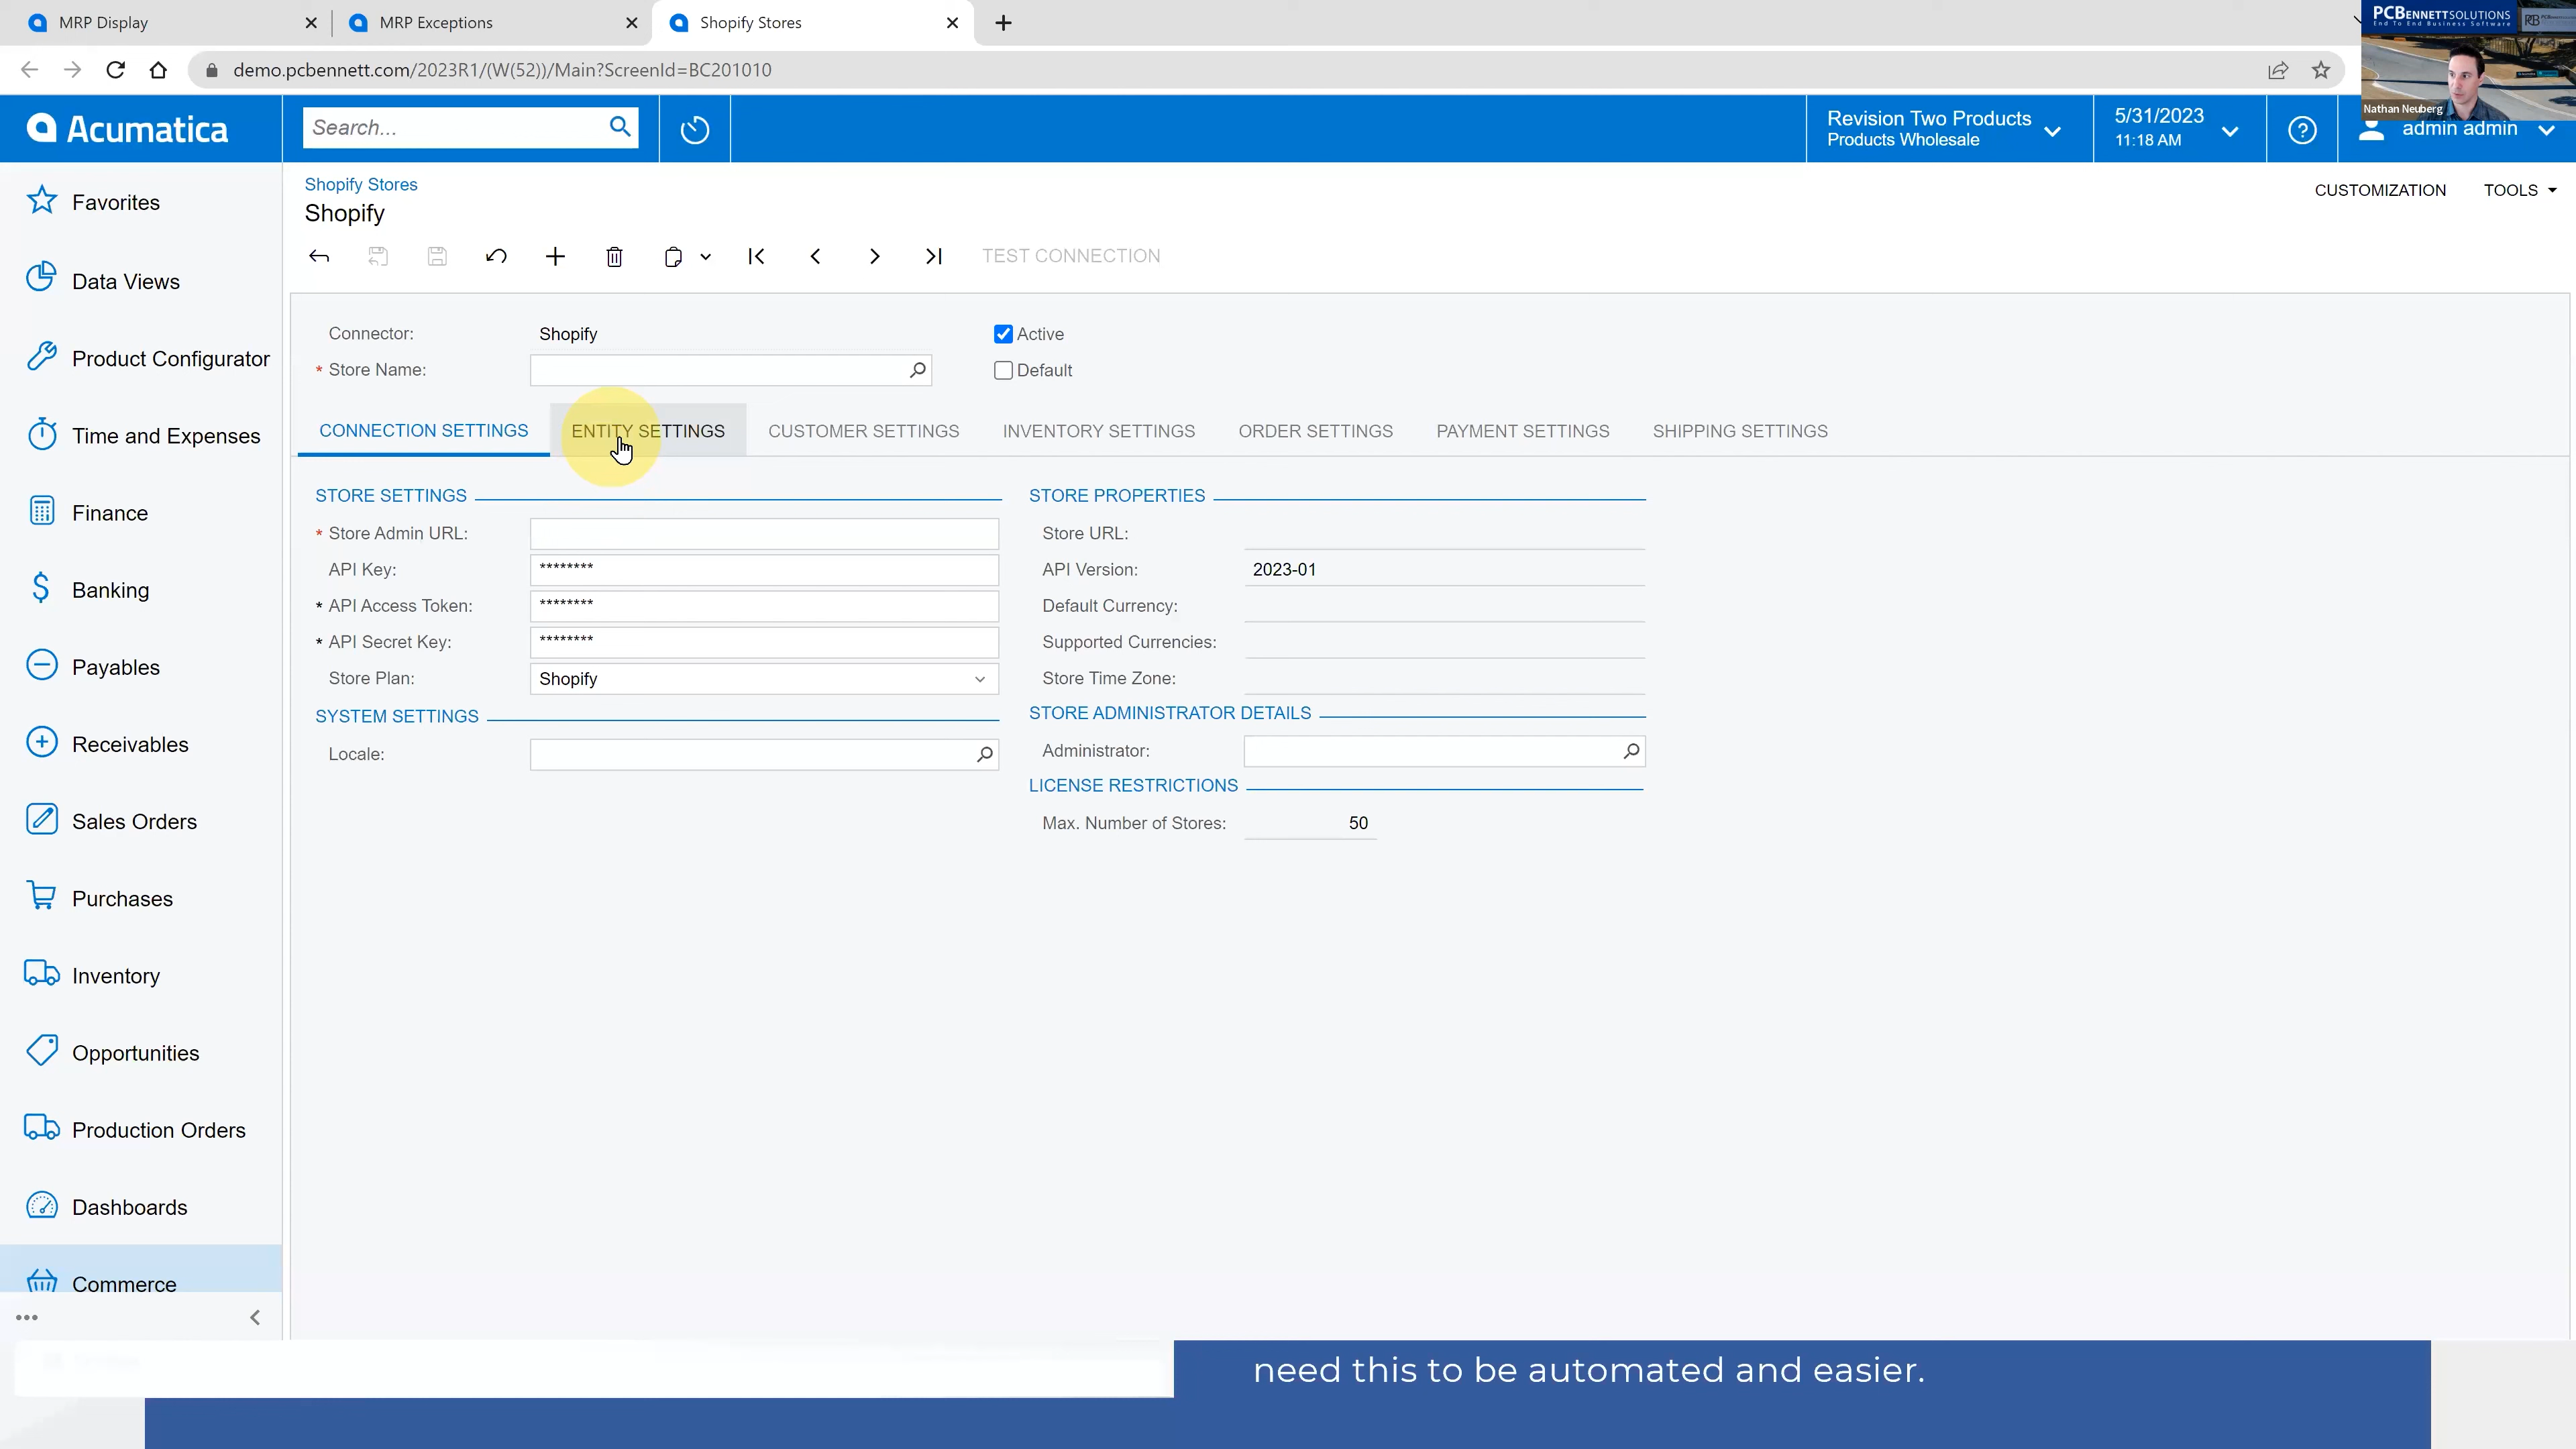 MRP Display
MRP Exceptions
Shopify Stores
demo.pcbennett.com/2023R1/(W(52))/Main?ScreenId=BC201010
PCBENNETTSOLUTIONS
End To End Business Software
Nathan Neuberg
Acumatica
Search...
Revision Two Products
Products Wholesale
5/31/2023
11:18 AM
admin admin
Favorites
Data Views
Product Configurator
Time and Expenses
Finance
Banking
Payables
Receivables
Sales Orders
Purchases
Inventory
Opportunities
Production Orders
Dashboards
Commerce
Shopify Stores
Shopify
CUSTOMIZATION TOOLS
TEST CONNECTION
Connector: Shopify
Active
* Store Name:
Default
CONNECTION SETTINGS ENTITY SETTINGS CUSTOMER SETTINGS INVENTORY SETTINGS ORDER SETTINGS PAYMENT SETTINGS SHIPPING SETTINGS
STORE SETTINGS
* Store Admin URL:
API Key: ********
* API Access Token: ********
* API Secret Key: ********
Store Plan: Shopify
SYSTEM SETTINGS
Locale:
STORE PROPERTIES
Store URL:
API Version: 2023-01
Default Currency:
Supported Currencies:
Store Time Zone:
STORE ADMINISTRATOR DETAILS
Administrator:
LICENSE RESTRICTIONS
Max. Number of Stores: 50
need this to be automated and easier.